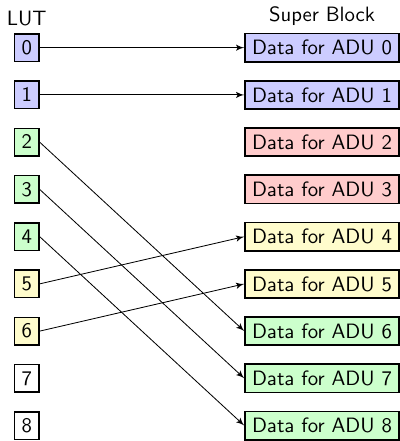 LUT Super Block
0 Data for ADU 0
1 Data for ADU 1
2 Data for ADU 2
3 Data for ADU 3
4 Data for ADU 4
5 Data for ADU 5
6 Data for ADU 6
7 Data for ADU 7
8 Data for ADU 8